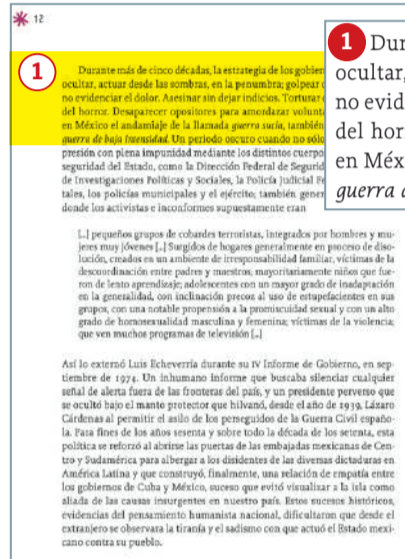 12
1
Durante más de cinco décadas, la estrategia de los gobier
ocultar, actuar desde las sombras, en la penumbra; golpear
no evidenciar el dolor. Asesinar sin dejar indicios. Torturar
del horror. Desaparecer opositores para amordazar volunt
en México el andamiaje de la llamada guerra sucia, también
guerra de baja intensidad. Un periodo oscuro cuando no sólo
presión con plena impunidad mediante los distintos cuerpo
seguridad del Estado, como la Dirección Federal de Segurid
de Investigaciones Políticas y Sociales, la Policía Judicial Fe
tales, los policías municipales y el ejército; también gener
donde los activistas e inconformes supuestamente eran
[...] pequeños grupos de cobardes terroristas, integrados por hombres y mu-
jeres muy jóvenes [...] Surgidos de hogares generalmente en proceso de diso-
lución, creados en un ambiente de irresponsabilidad familiar, víctimas de la
descoordinación entre padres y maestros, mayoritariamente niños que fue-
ron de lento aprendizaje; adolescentes con un mayor grado de inadaptación
en la generalidad, con inclinación precoz al uso de estupefacientes en sus
grupos, con una notable propensión a la promiscuidad sexual y con un alto
grado de homosexualidad masculina y femenina; víctimas de la violencia;
que ven muchos programas de televisión [...]
Así lo externó Luis Echeverría durante su IV Informe de Gobierno, en sep-
tiembre de 1974. Un inhumano informe que buscaba silenciar cualquier
señal de alerta fuera de las fronteras del país, y un presidente perverso que
se ocultó bajo el manto protector que hilvanó, desde el año de 1939, Lázaro
Cárdenas al permitir el asilo de los perseguidos de la Guerra Civil españo-
la. Para fines de los años sesenta y sobre todo la década de los setenta, esta
política se reforzó al abrirse las puertas de las embajadas mexicanas de Cen-
tro y Sudamérica para albergar a los disidentes de las diversas dictaduras en
América Latina y que construyó, finalmente, una relación de empatía entre
los gobiernos de Cuba y México, suceso que evitó visualizar a la isla como
aliada de las causas insurgentes en nuestro país. Estos sucesos históricos,
evidencias del pensamiento humanista nacional, dificultaron que desde el
extranjero se observara la tiranía y el sadismo con que actuó el Estado mexi-
cano contra su pueblo.
1 Dur
ocultar,
no evid
del hor
en Méx
guerra d